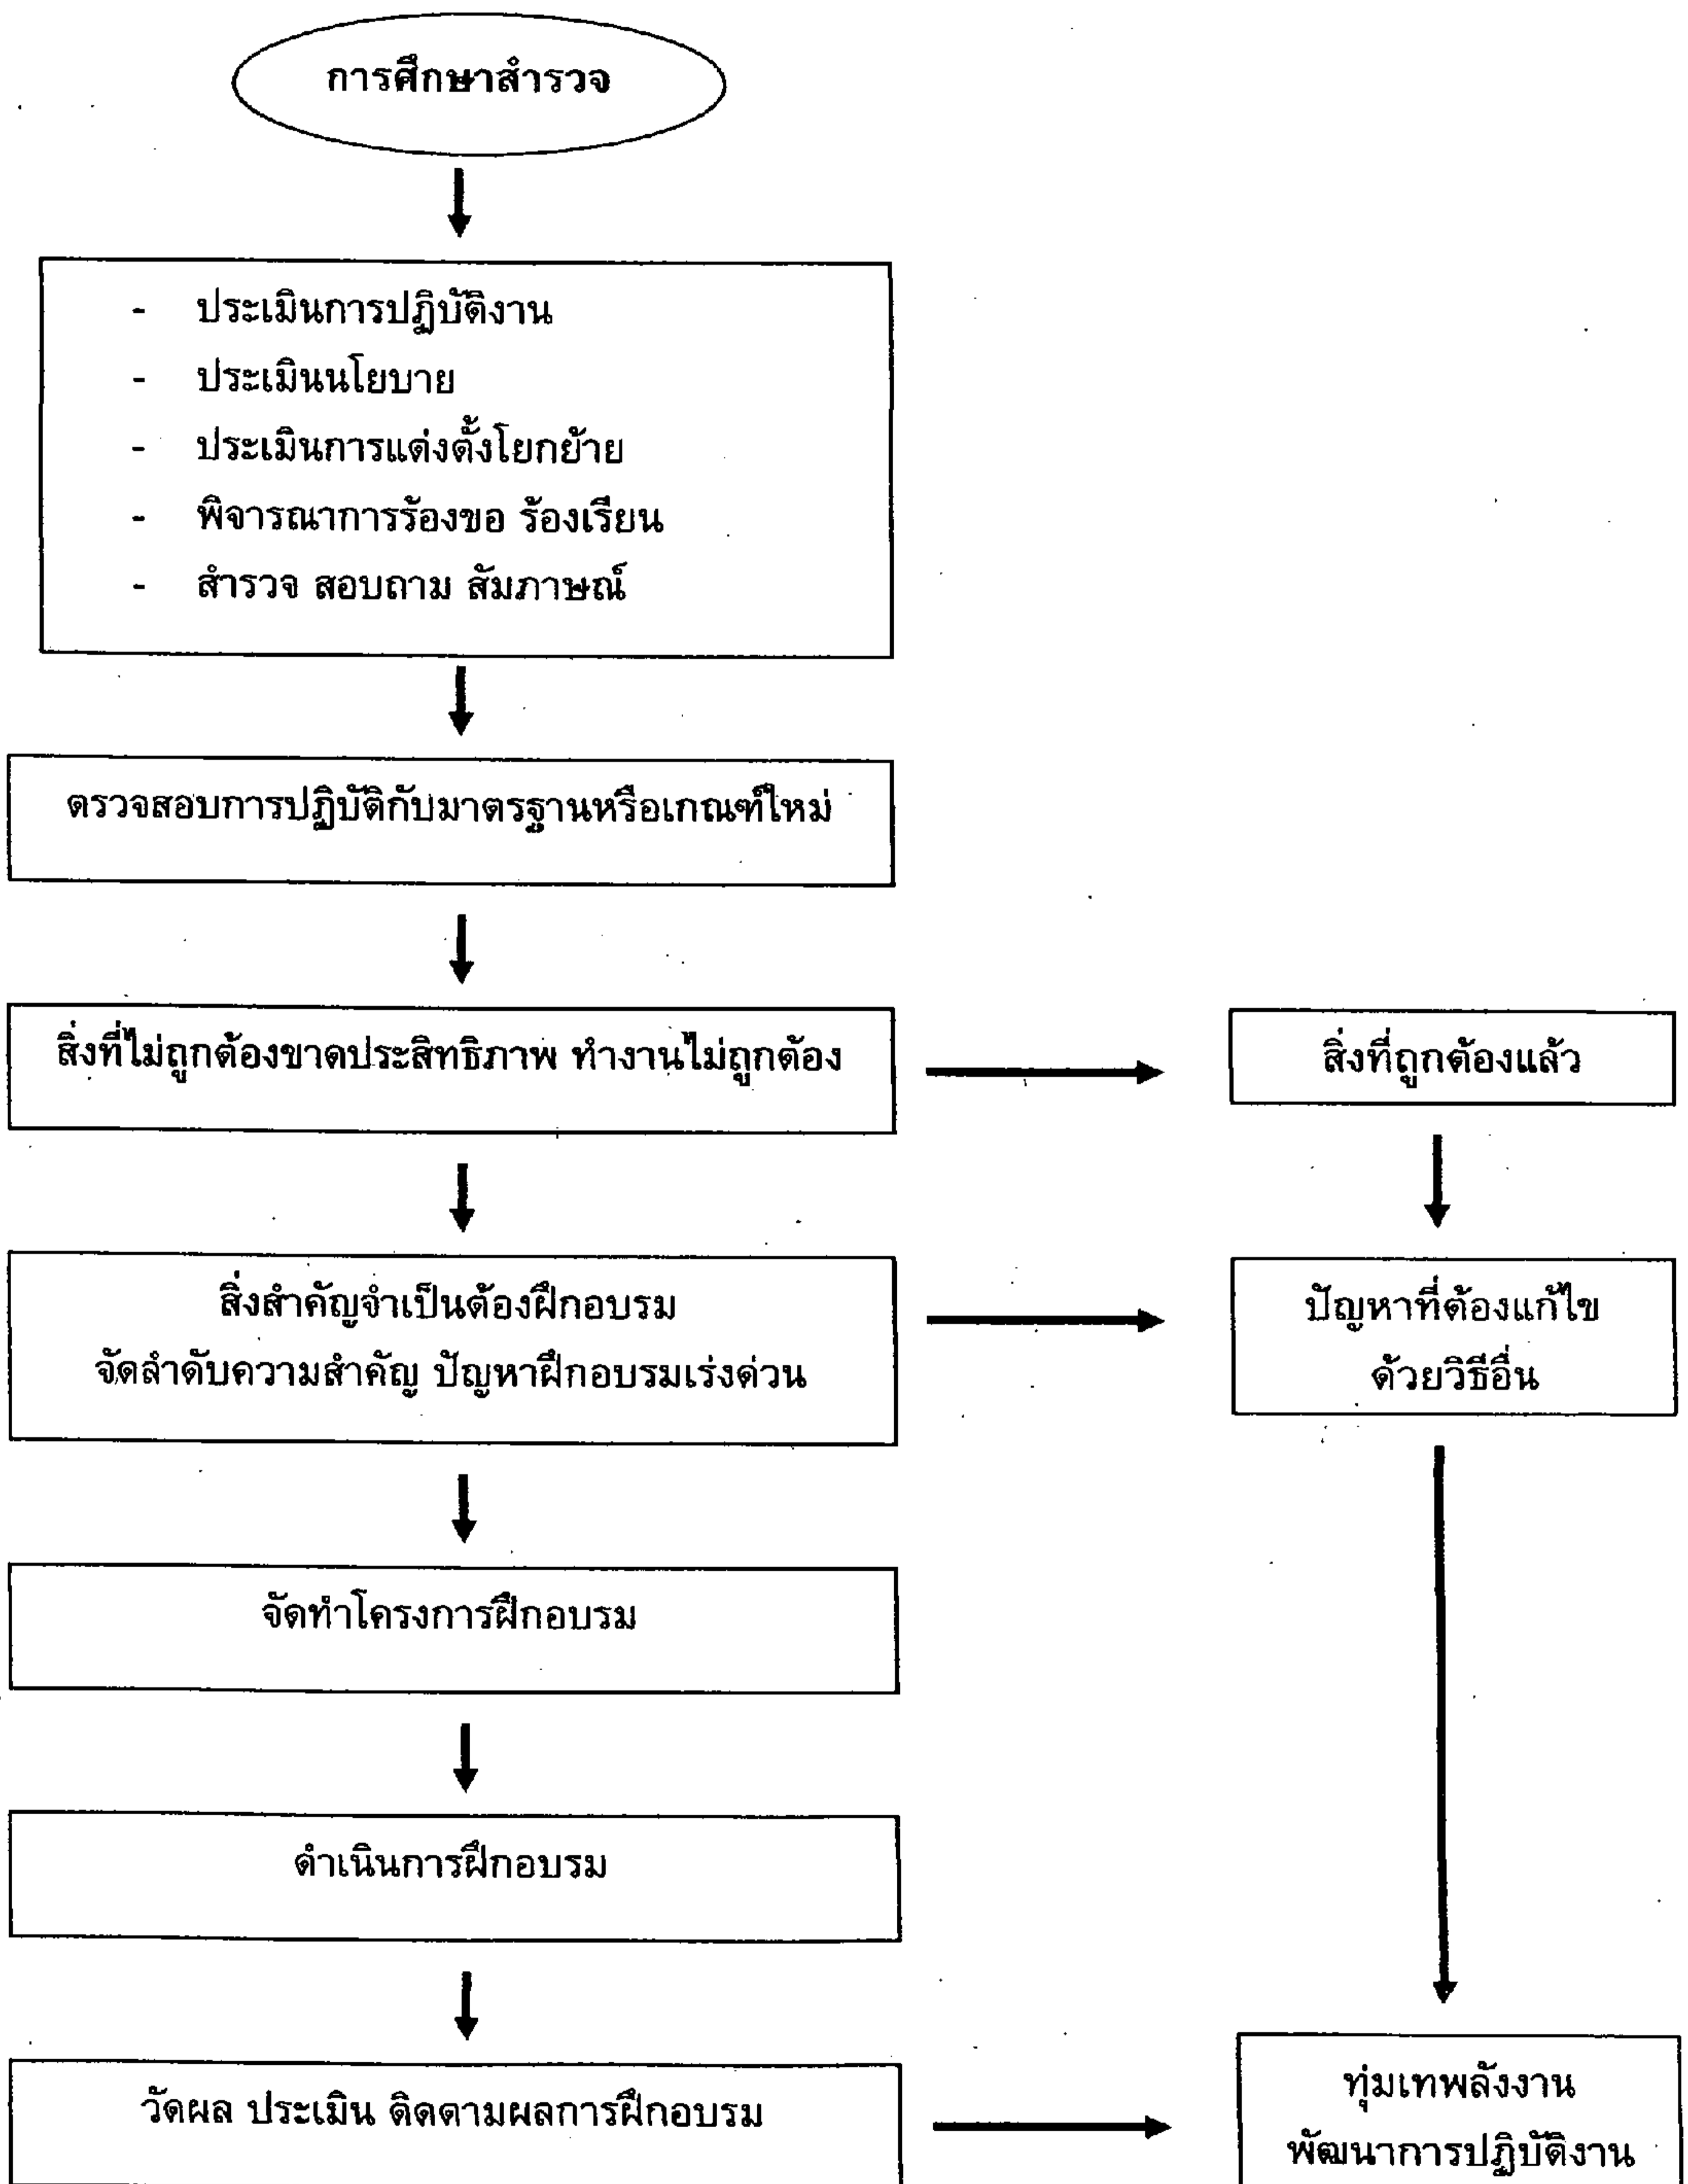 การศึกษาสำรวจ
- ประเมินการปฏิบัติงาน
- ประเมินนโยบาย
- ประเมินการแต่งตั้งโยกย้าย
- พิจารณาการร้องขอ ร้องเรียน
- สำรวจ สอบถาม สัมภาษณ์
ตรวจสอบการปฏิบัติกับมาตรฐานหรือเกณฑ์ใหม่
สิ่งที่ไม่ถูกต้องขาดประสิทธิภาพ ทำงานไม่ถูกต้อง
สิ่งที่ถูกต้องแล้ว
สิ่งสำคัญจำเป็นต้องฝึกอบรม
จัดลำดับความสำคัญ ปัญหาฝึกอบรมเร่งด่วน
ปัญหาที่ต้องแก้ไข
ด้วยวิธีอื่น
จัดทำโครงการฝึกอบรม
ดำเนินการฝึกอบรม
วัดผล ประเมิน ติดตามผลการฝึกอบรม
ทุ่มเทพลังงาน
พัฒนาการปฏิบัติงาน